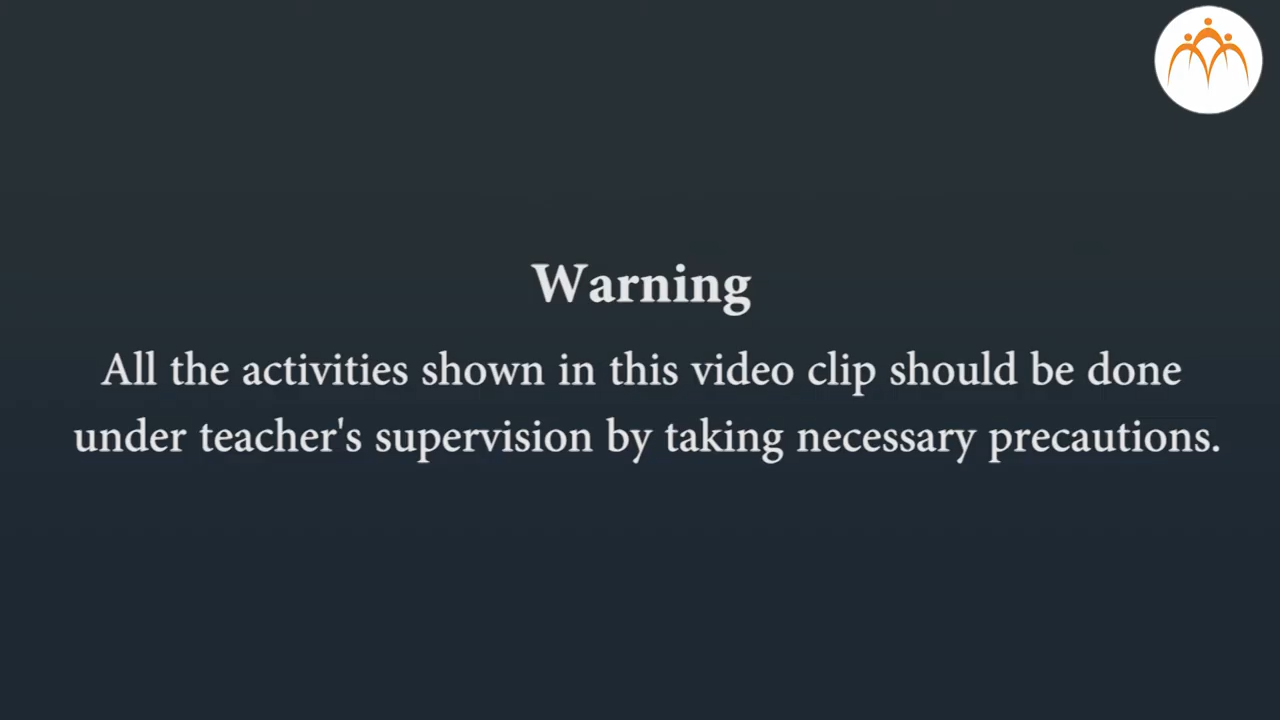 Warning
All the activities shown in this video clip should be done
under teacher's supervision by taking necessary precautions.